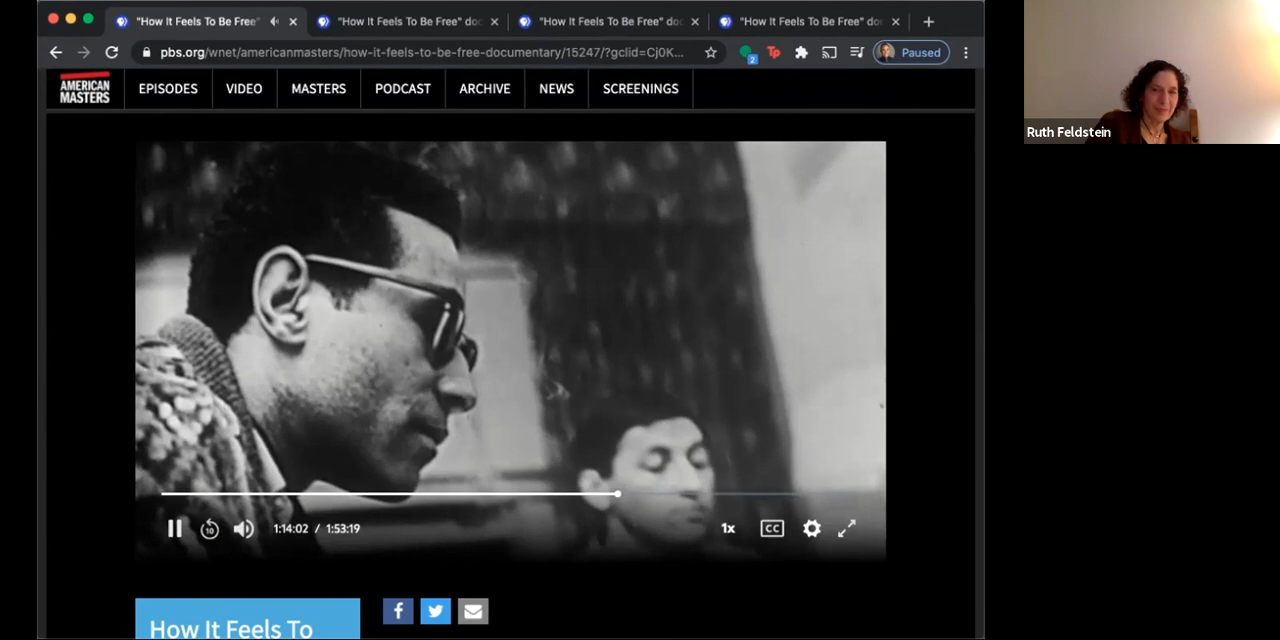 "How It Feels To Be Free"
"How It Feels To Be Free" doc
"How It Feels To Be Free" doc
"How It Feels To Be Free" doc
pbs.org/wnet/americanmasters/how-it-feels-to-be-free-documentary/15247/?gclid=Cj0K...
2
Tp
Paused
AMERICAN
MASTERS
EPISODES
VIDEO
MASTERS
PODCAST
ARCHIVE
NEWS
SCREENINGS
Ruth Feldstein
10
1:14:02 / 1:53:19
1x
CC
How It Feels To